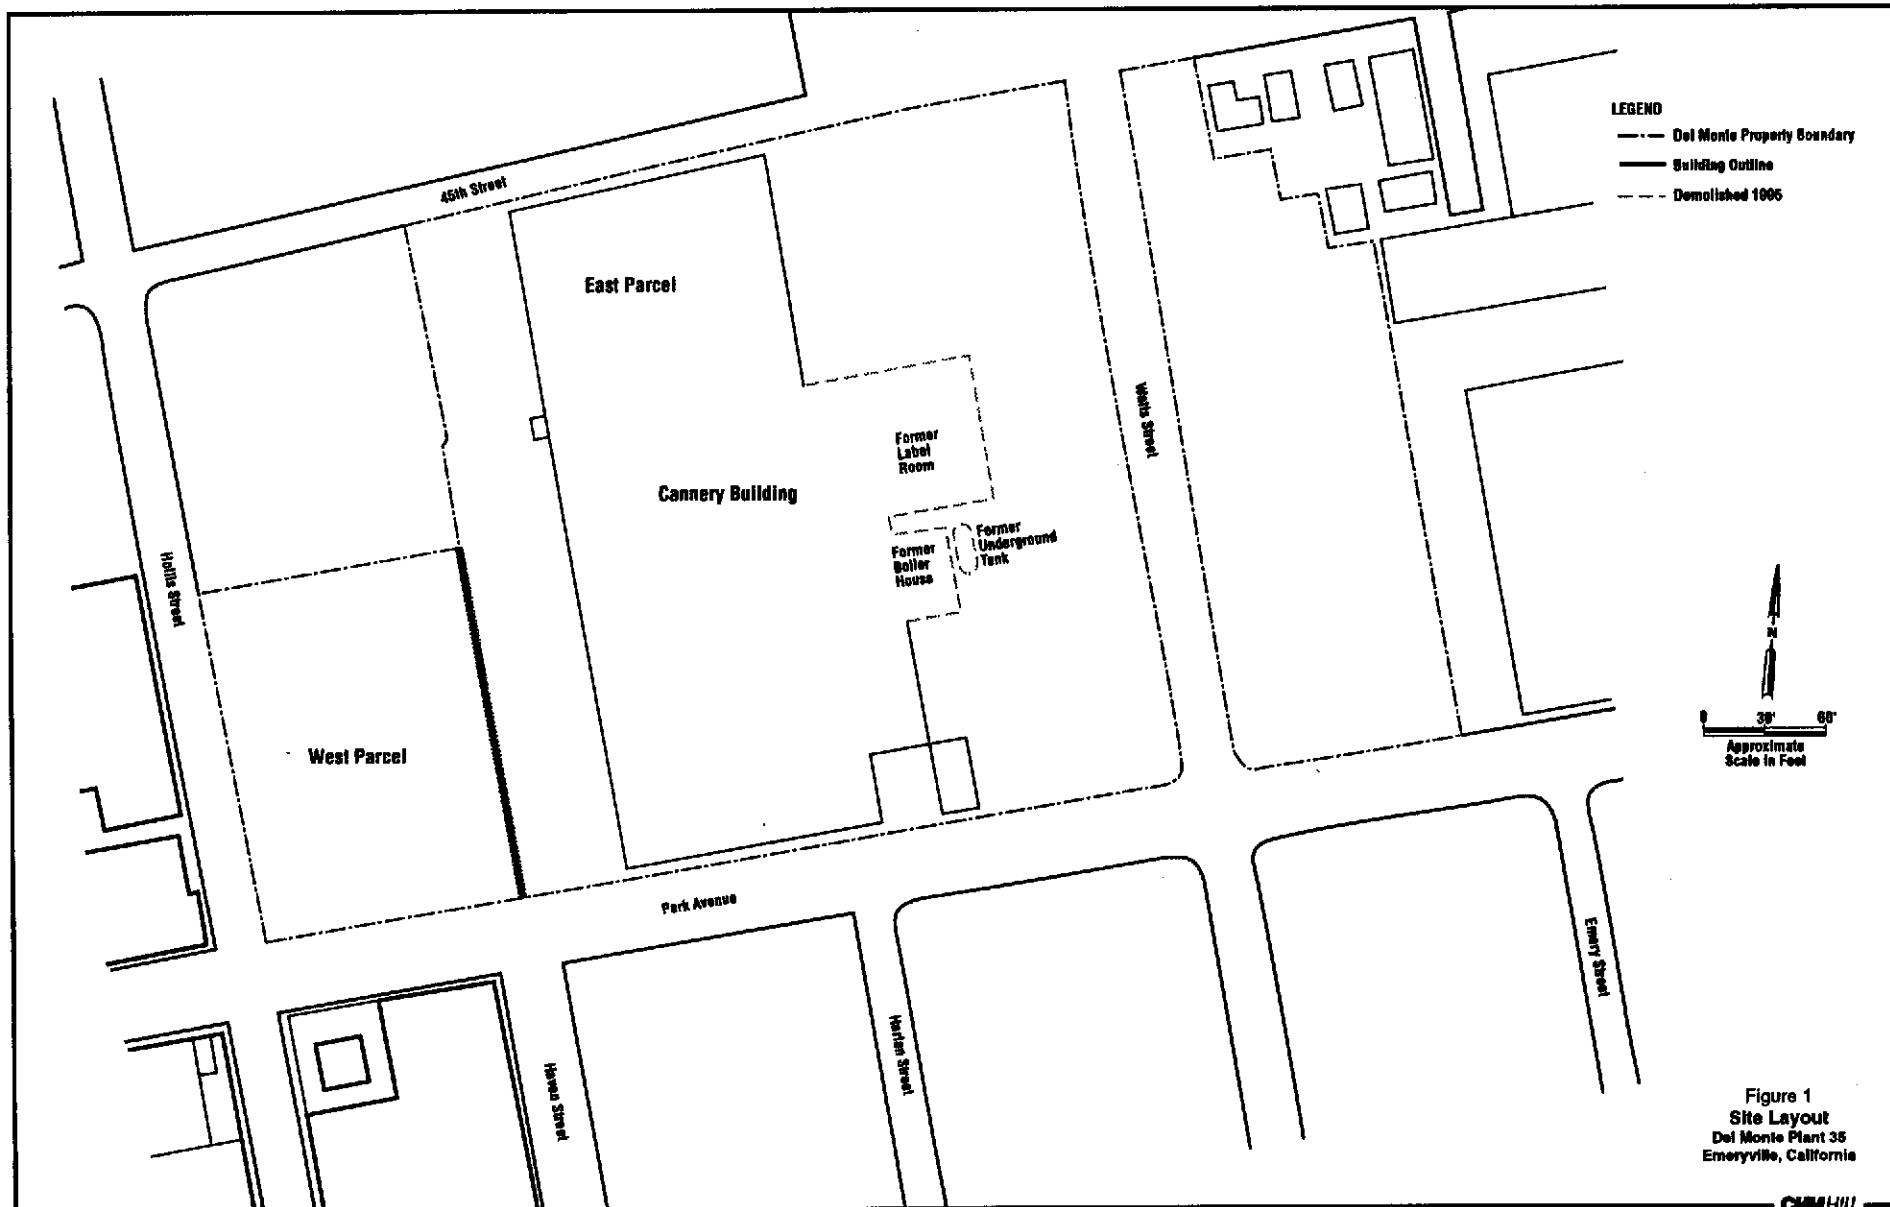 45th Street
LEGEND
Del Monte Property Boundary
Building Outline
Demolished 1995
East Parcel
Watts Street
Former
Label
Room
Cannery Building
Former
Underground
Tank
Former
Boiler
House
Hollis Street
N
0 30' 60'
Approximate
Scale in Feet
West Parcel
Park Avenue
Emery Street
Harlan Street
Haven Street
Figure 1
Site Layout
Del Monte Plant 35
Emeryville, California
CH2MHILL